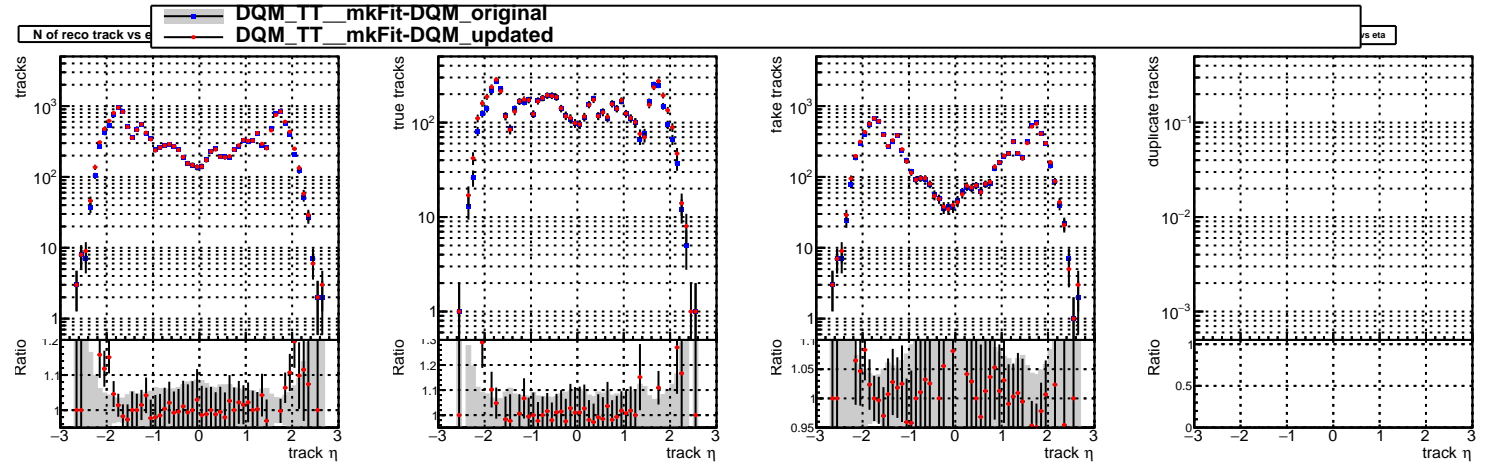 DQM_TT__mkFit-DQM_original
DQM_TT__mkFit-DQM_updated
N of reco track vs e
vs eta
tracks
10³
10²
10
1
Ratio
1.2
1.1
1
−3 −2 −1 0 1 2 3
track η
true tracks
10²
10
1
Ratio
1.3
1.2
1.1
1
−3 −2 −1 0 1 2 3
track η
fake tracks
10³
10²
10
1
Ratio
1.1
1.05
1.00
0.95
−3 −2 −1 0 1 2 3
track η
duplicate tracks
10⁻¹
10⁻²
10⁻³
Ratio
1
0.5
0
−3 −2 −1 0 1 2 3
track η